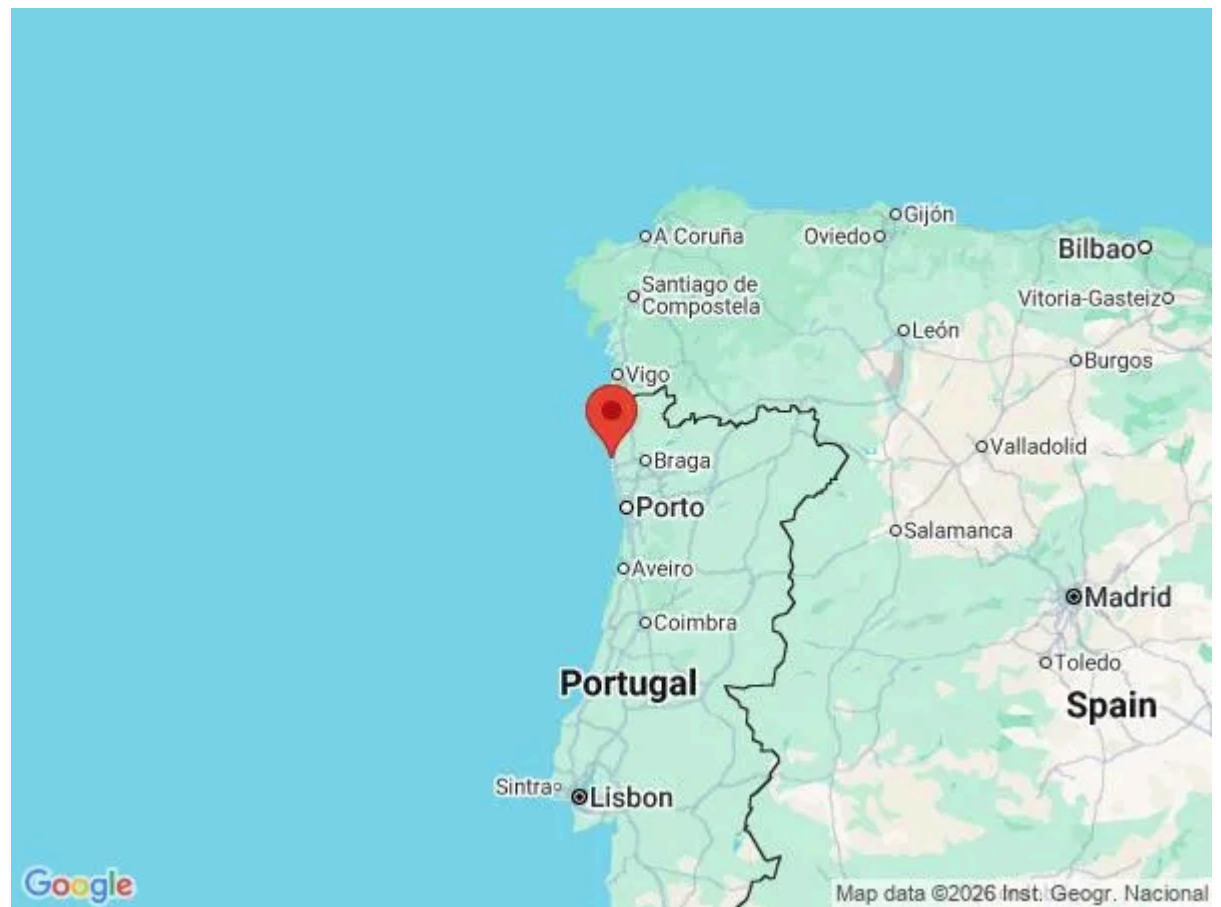 Gijón
A Coruña
Oviedo
Bilbao
Santiago de
Compostela
Vitoria-Gasteiz
León
Burgos
Vigo
Valladolid
Braga
Porto
Salamanca
Aveiro
Madrid
Coimbra
Toledo
Portugal
Spain
Sintra
Lisbon
Google
Map data ©2026 Inst. Geogr. Nacional